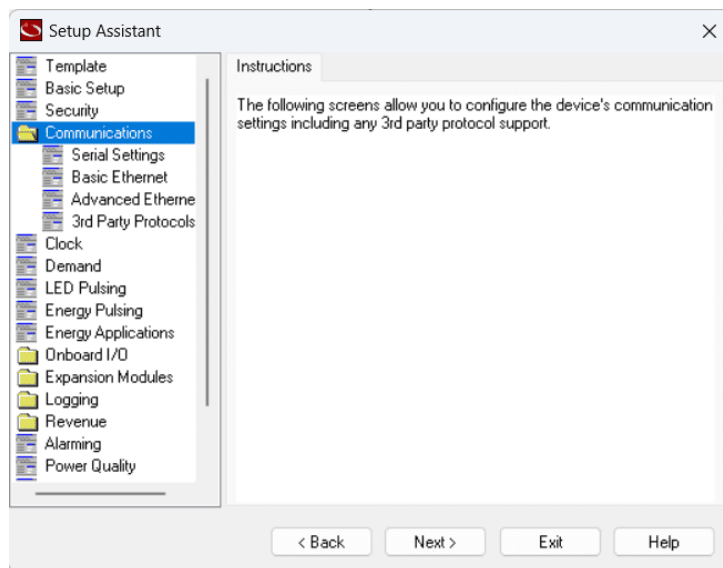 Setup Assistant
Template
Basic Setup
Security
Communications
Serial Settings
Basic Ethernet
Advanced Etherne
3rd Party Protocols
Clock
Demand
LED Pulsing
Energy Pulsing
Energy Applications
Onboard I/O
Expansion Modules
Logging
Revenue
Alarming
Power Quality
Instructions
The following screens allow you to configure the device's communication
settings including any 3rd party protocol support.
< Back
Next >
Exit
Help